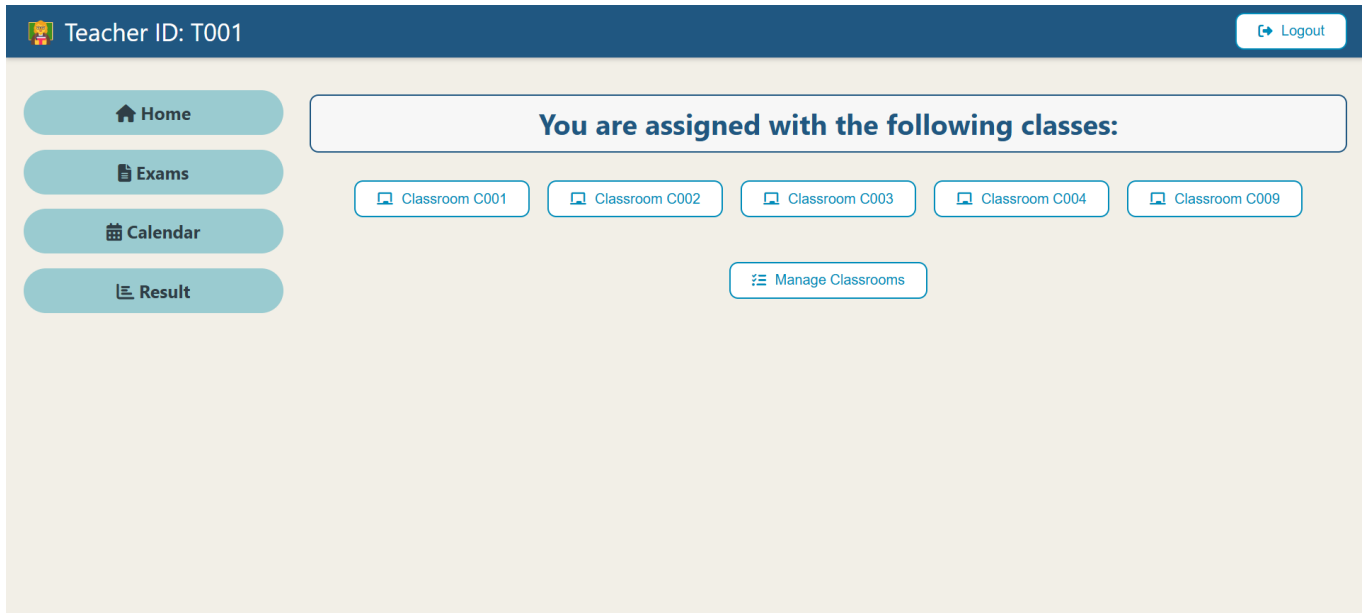 Teacher ID: T001
Logout
Home
Exams
Calendar
Result
You are assigned with the following classes:
Classroom C001
Classroom C002
Classroom C003
Classroom C004
Classroom C009
Manage Classrooms